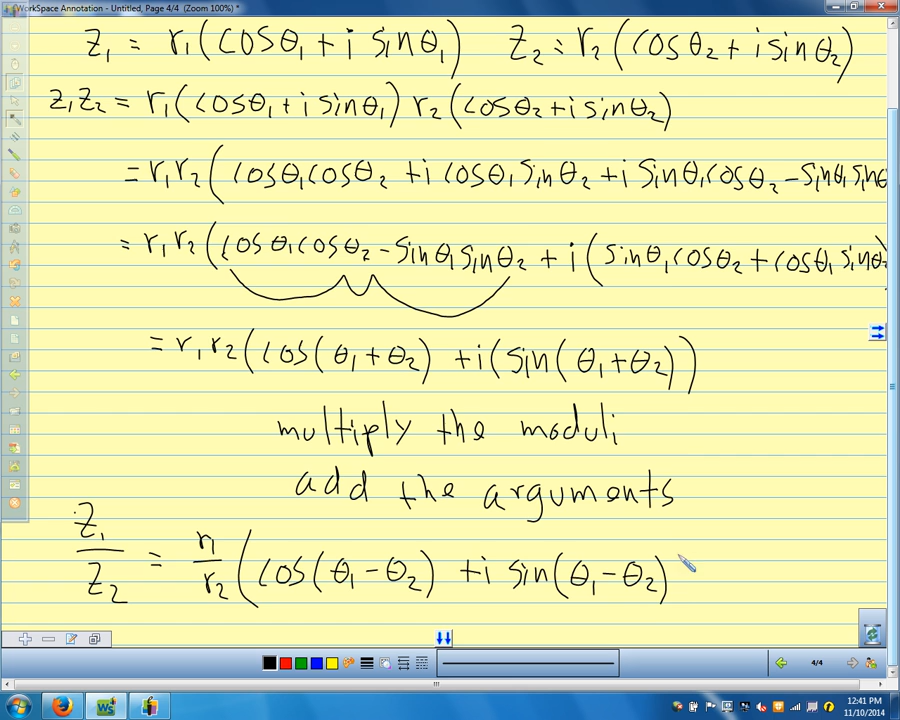 WorkSpace Annotation - Untitled, Page 4/4 (Zoom 100%) *
z₁ = r₁(cosθ₁ + i sinθ₁) z₂ = r₂(cosθ₂ + i sinθ₂)
z₁z₂ = r₁(cosθ₁ + i sinθ₁) r₂(cosθ₂ + i sinθ₂)
= r₁r₂(cosθ₁cosθ₂ + i cosθ₁sinθ₂ + i sinθ₁cosθ₂ - sinθ₁sinθ
= r₁r₂(cosθ₁cosθ₂ - sinθ₁sinθ₂ + i(sinθ₁cosθ₂ + cosθ₁sinθ₂
= r₁r₂(cos(θ₁+θ₂) + i(sin(θ₁+θ₂))
multiply the moduli
add the arguments
z₁/z₂ = r₁/r₂ (cos(θ₁-θ₂) + i sin(θ₁-θ₂)
4/4
12:41 PM
11/10/2014